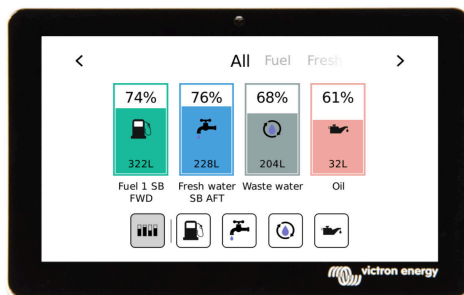 < All Fuel Fresh >
74% 76% 68% 61%
322L 228L 204L 32L
Fuel 1 SB Fresh water Waste water Oil
FWD SB AFT
victron energy